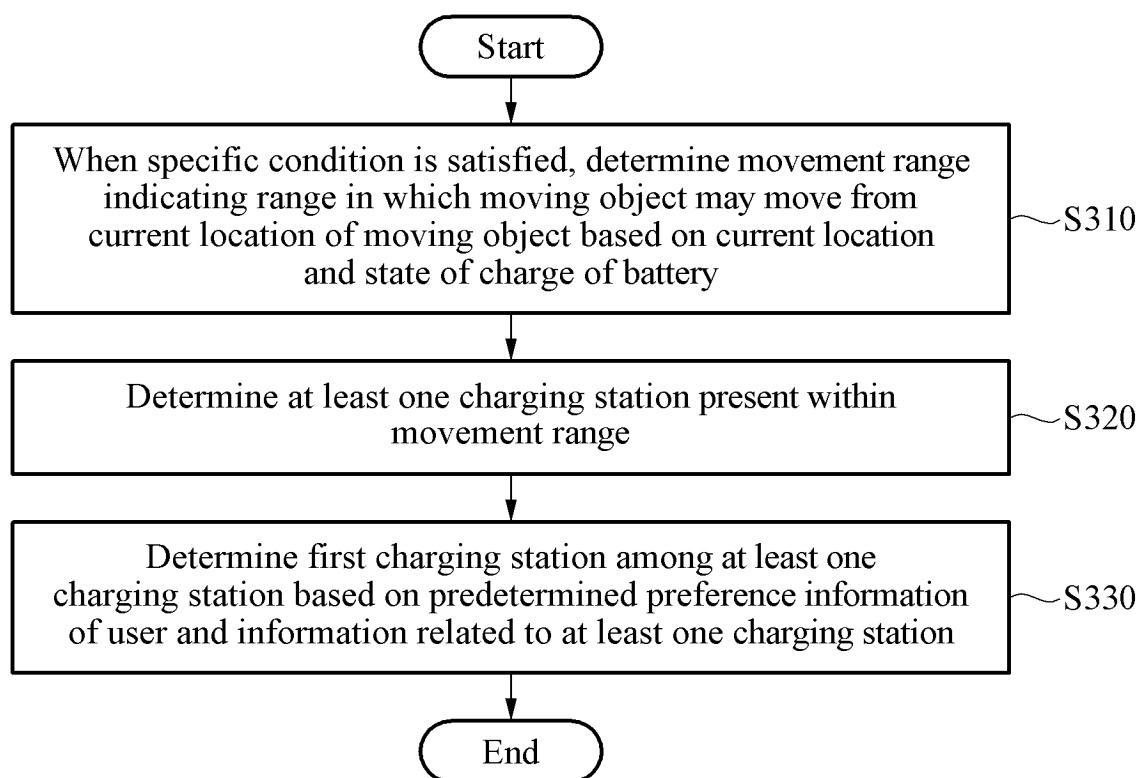 Start
When specific condition is satisfied, determine movement range
indicating range in which moving object may move from
current location of moving object based on current location
and state of charge of battery
S310
Determine at least one charging station present within
movement range
S320
Determine first charging station among at least one
charging station based on predetermined preference information
of user and information related to at least one charging station
S330
End